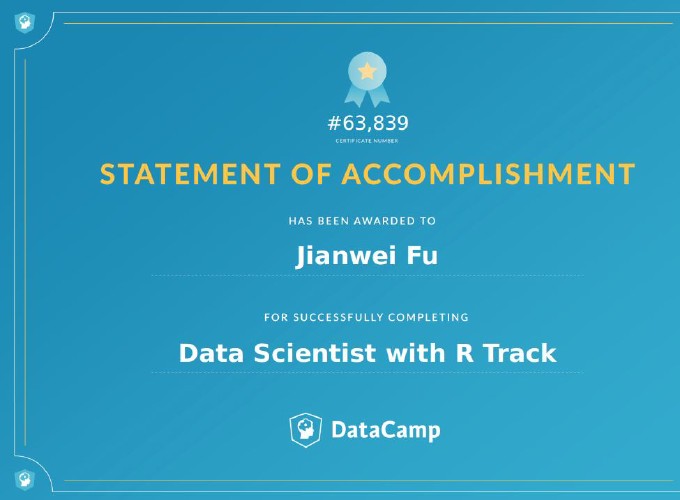 #63,839
CERTIFICATE NUMBER
STATEMENT OF ACCOMPLISHMENT
HAS BEEN AWARDED TO
Jianwei Fu
FOR SUCCESSFULLY COMPLETING
Data Scientist with R Track
DataCamp